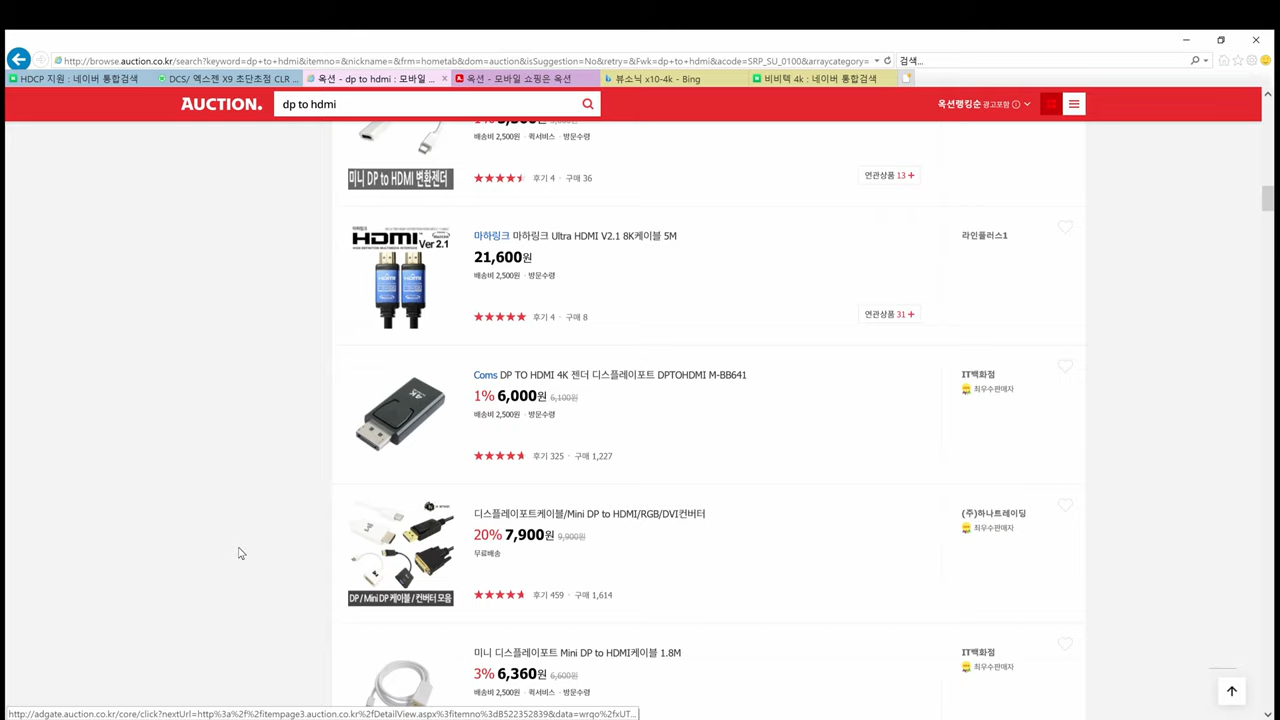 http://browse.auction.co.kr/search?keyword=dp+to+hdmi&itemno=&nickname=&frm=hometab&dom=auction&isSuggestion=No&retry=&Fwk=dp+to+hdmi&acode=SRP_SU_0100&arraycategory=
검색...
HDCP 지원 : 네이버 통합검색
DCS/ 엑스젠 X9 초단초점 CLR ...
옥션 - dp to hdmi : 모바일 ...
옥션 - 모바일 쇼핑은 옥션
뷰소닉 x10-4k - Bing
비비텍 4k : 네이버 통합검색
AUCTION.
dp to hdmi
옥션랭킹순 광고포함
배송비 2,500원 · 퀵서비스 · 방문수령
미니 DP to HDMI 변환젠더
후기 4 · 구매 36
연관상품 13 +
HDMI
Ver 2.1
마하링크 마하링크 Ultra HDMI V2.1 8K케이블 5M
21,600원
배송비 2,500원 · 방문수령
후기 4 · 구매 8
라인플러스1
연관상품 31 +
4K
Coms DP TO HDMI 4K 젠더 디스플레이포트 DPTOHDMI M-BB641
1% 6,000원 6,100원
배송비 2,500원 · 방문수령
후기 325 · 구매 1,227
IT백화점
최우수판매자
디스플레이포트케이블/Mini DP to HDMI/RGB/DVI컨버터
20% 7,900원 9,900원
무료배송
후기 459 · 구매 1,614
(주)하나트레이딩
최우수판매자
DP / Mini DP 케이블 / 컨버터 모음
미니 디스플레이포트 Mini DP to HDMI케이블 1.8M
3% 6,360원 6,600원
배송비 2,500원 · 퀵서비스 · 방문수령
IT백화점
최우수판매자
http://adgate.auction.co.kr/core/click?nextUrl=http%3a%2f%2fitempage3.auction.co.kr%2fDetailView.aspx%3fitemno%3dB522352839&data=wrqo%2fxUT...